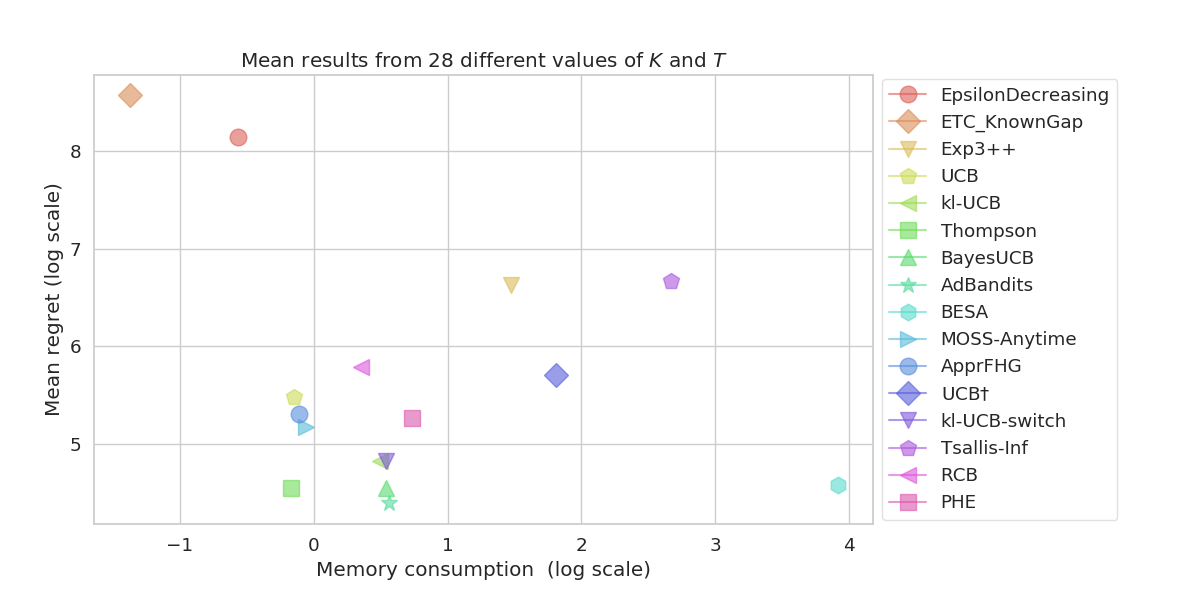 Mean results from 28 different values of K and T
Mean regret (log scale)
8
7
6
5
−1
0
1
2
3
4
Memory consumption (log scale)
EpsilonDecreasing
ETC_KnownGap
Exp3++
UCB
kl-UCB
Thompson
BayesUCB
AdBandits
BESA
MOSS-Anytime
ApprFHG
UCB†
kl-UCB-switch
Tsallis-Inf
RCB
PHE